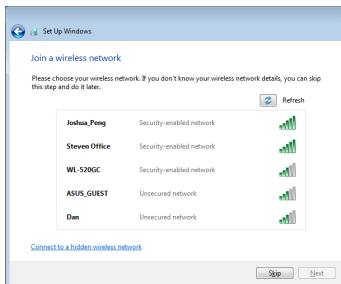 Set Up Windows
Join a wireless network
Please choose your wireless network. If you don't know your wireless network details, you can skip
this step and do it later.
Refresh
Joshua_Peng Security-enabled network
Steven Office Security-enabled network
WL-520GC Security-enabled network
ASUS_GUEST Unsecured network
Dan Unsecured network
Connect to a hidden wireless network
Skip Next